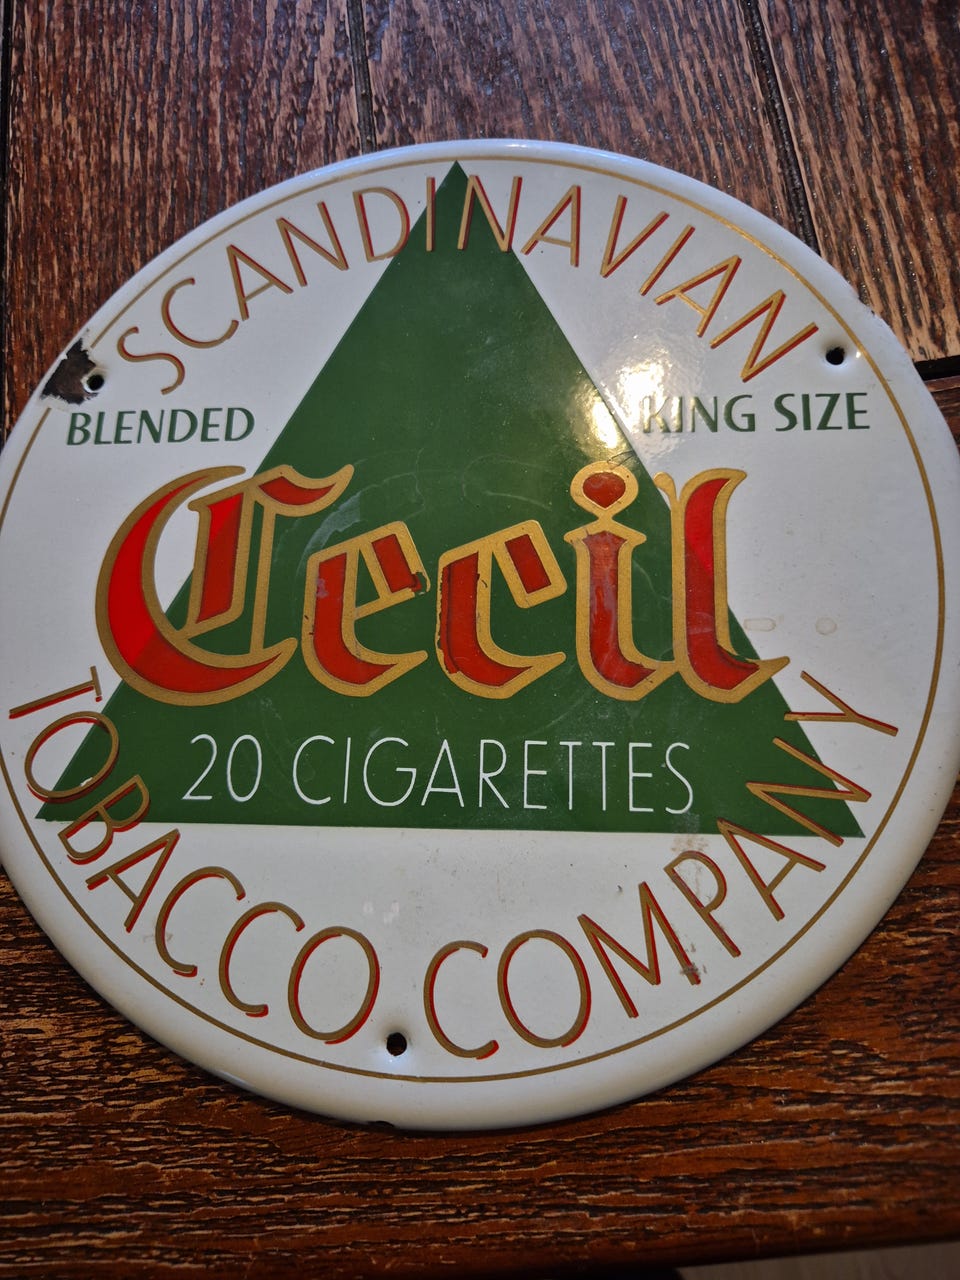 SCANDINAVIAN
BLENDED
KING SIZE
Cecil
20 CIGARETTES
TOBACCO COMPANY